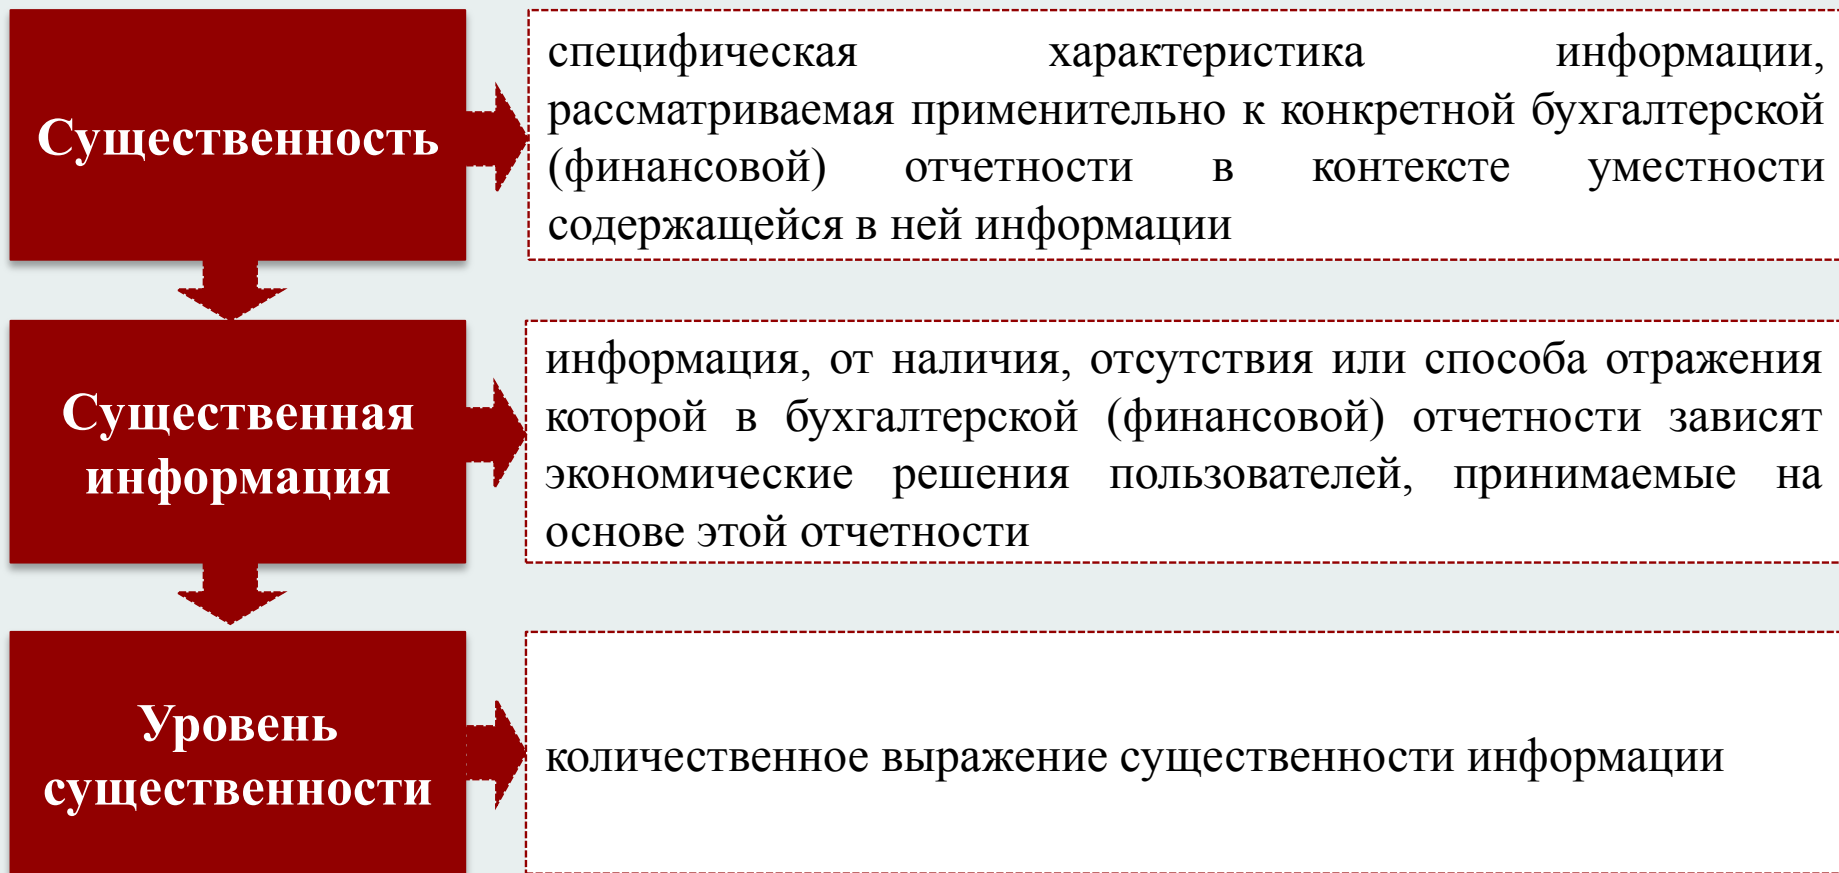 Существенность
специфическая характеристика информации,
рассматриваемая применительно к конкретной бухгалтерской
(финансовой) отчетности в контексте уместности
содержащейся в ней информации
Существенная
информация
информация, от наличия, отсутствия или способа отражения
которой в бухгалтерской (финансовой) отчетности зависят
экономические решения пользователей, принимаемые на
основе этой отчетности
Уровень
существенности
количественное выражение существенности информации